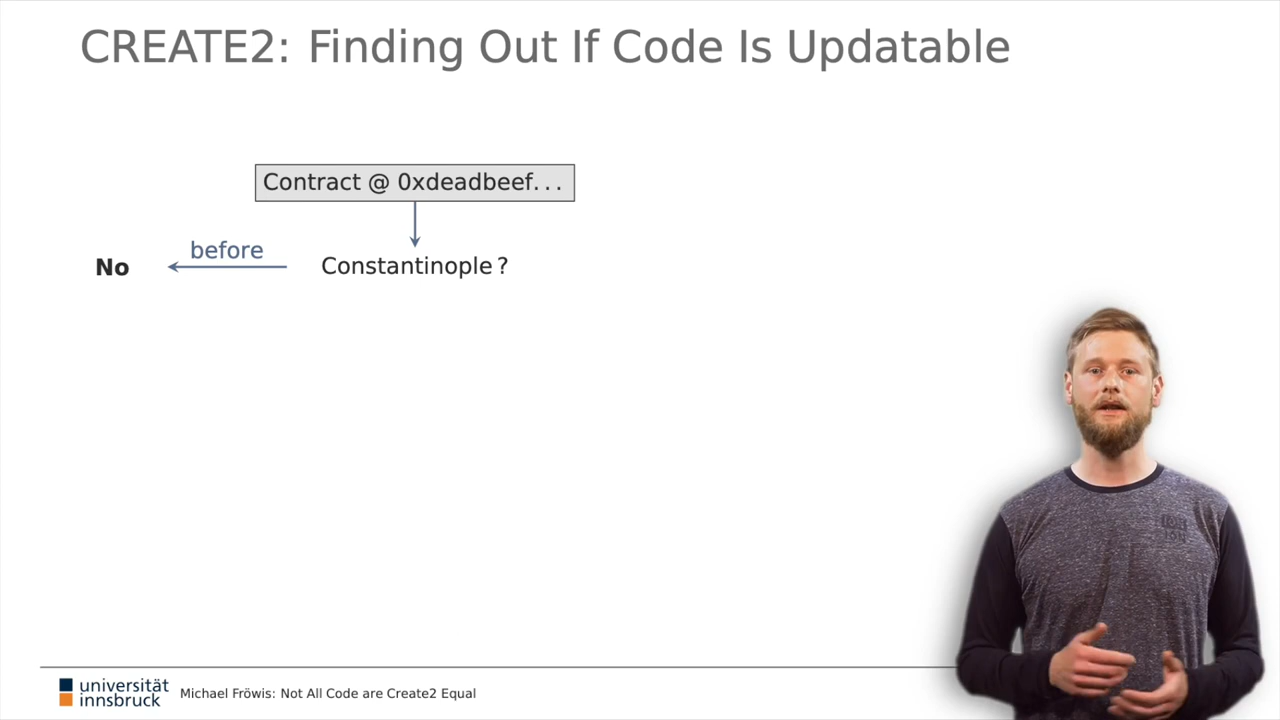 CREATE2: Finding Out If Code Is Updatable
Contract @ 0xdeadbeef. . .
before
No
Constantinople ?
universität
innsbruck
Michael Fröwis: Not All Code are Create2 Equal